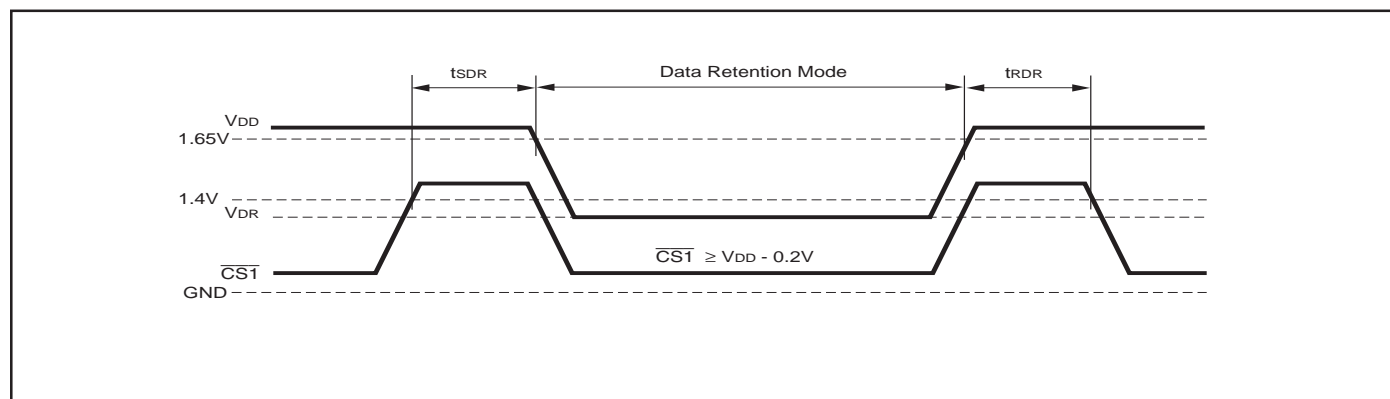 tSDR Data Retention Mode tRDR
VDD
1.65V
1.4V
VDR
CS1 ≥ VDD - 0.2V
CS1
GND